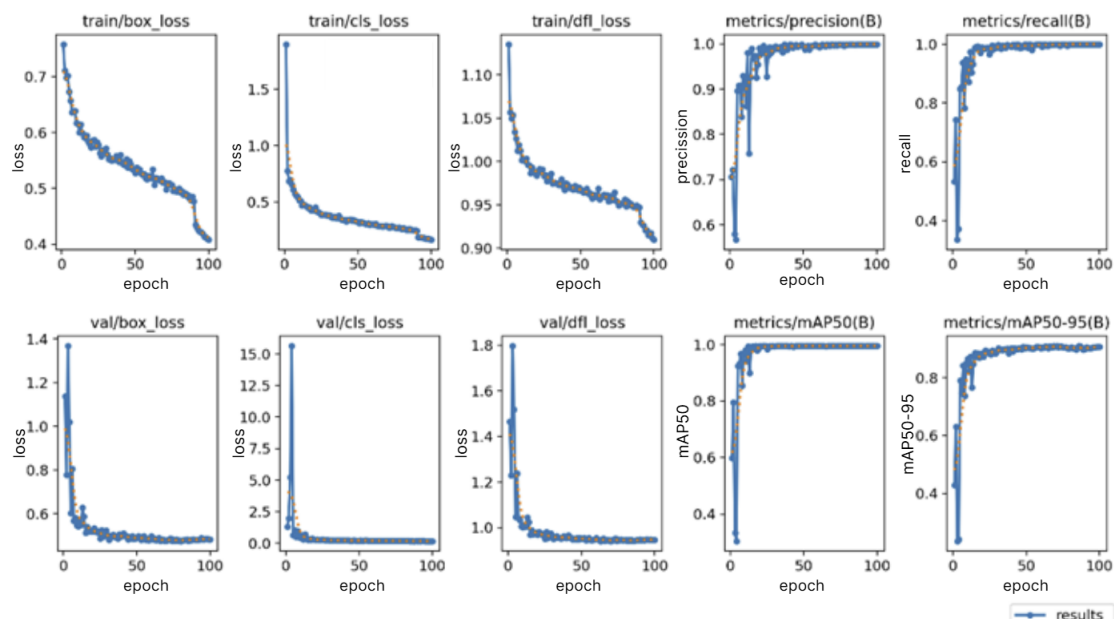 train/box_loss
0.7
0.6
0.5
0.4
loss
0 50 100
epoch
train/cls_loss
1.5
1.0
0.5
loss
0 50 100
epoch
train/dfl_loss
1.10
1.05
1.00
0.95
0.90
loss
0 50 100
epoch
metrics/precision(B)
1.0
0.9
0.8
0.7
0.6
precission
0 50 100
epoch
metrics/recall(B)
1.0
0.8
0.6
0.4
recall
0 50 100
epoch
val/box_loss
1.4
1.2
1.0
0.8
0.6
loss
0 50 100
epoch
val/cls_loss
15.0
12.5
10.0
7.5
5.0
2.5
0.0
loss
0 50 100
epoch
val/dfl_loss
1.8
1.6
1.4
1.2
1.0
loss
0 50 100
epoch
metrics/mAP50(B)
1.0
0.8
0.6
0.4
mAP50
0 50 100
epoch
metrics/mAP50-95(B)
0.8
0.6
0.4
mAP50-95
0 50 100
epoch
results